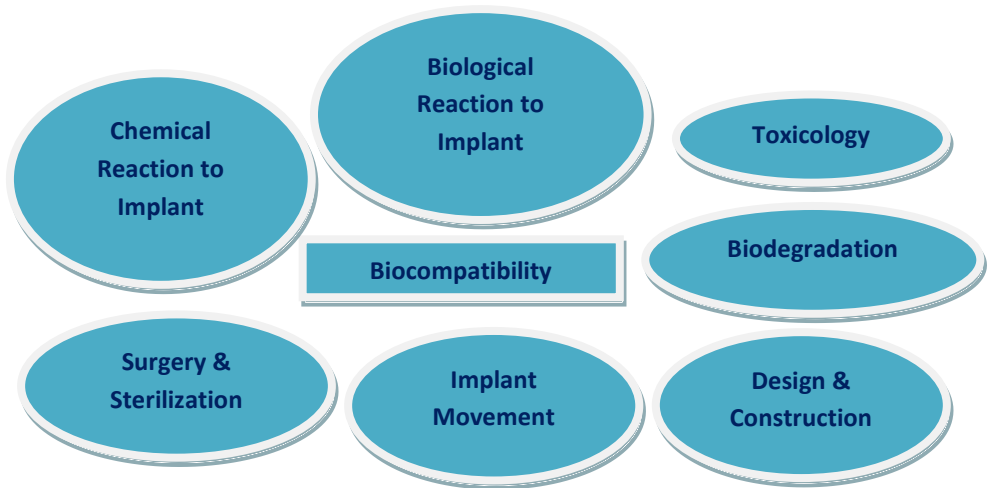 Chemical
Reaction to
Implant
Biological
Reaction to
Implant
Toxicology
Biocompatibility
Biodegradation
Surgery &
Sterilization
Implant
Movement
Design &
Construction